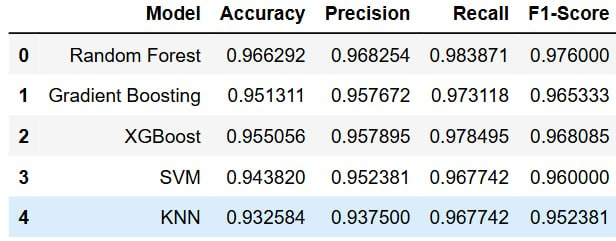 Model Accuracy Precision Recall F1-Score
0 Random Forest 0.966292 0.968254 0.983871 0.976000
1 Gradient Boosting 0.951311 0.957672 0.973118 0.965333
2 XGBoost 0.955056 0.957895 0.978495 0.968085
3 SVM 0.943820 0.952381 0.967742 0.960000
4 KNN 0.932584 0.937500 0.967742 0.952381